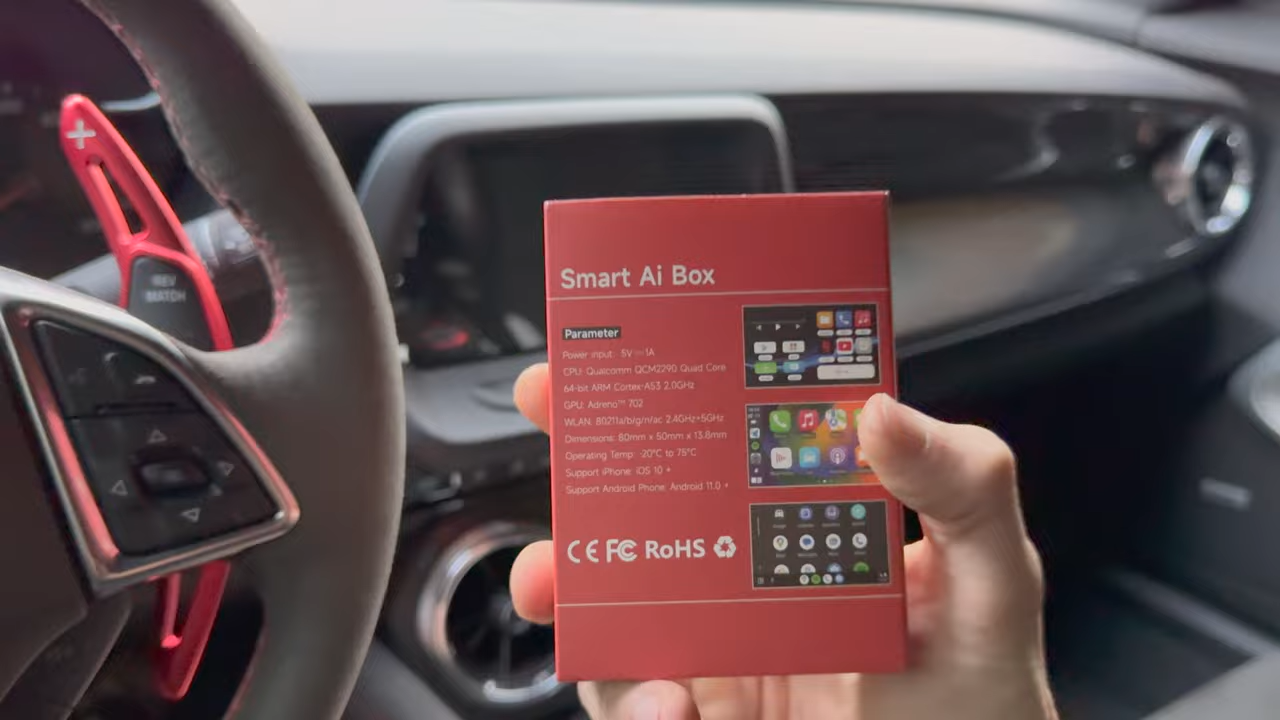 +
REV
MATCH
Smart Ai Box
Parameter
Power input: 5V⎓1A
CPU: Qualcomm QCM2290 Quad Core
64-bit ARM Cortex-A53 2.0GHz
GPU: Adreno™ 702
WLAN: 80211a/b/g/n/ac 2.4GHz+5GHz
Dimensions: 80mm x 50mm x 13.8mm
Operating Temp: -20°C to 75°C
Support iPhone: iOS 10 +
Support Android Phone: Android 11.0 +
CE FC RoHS